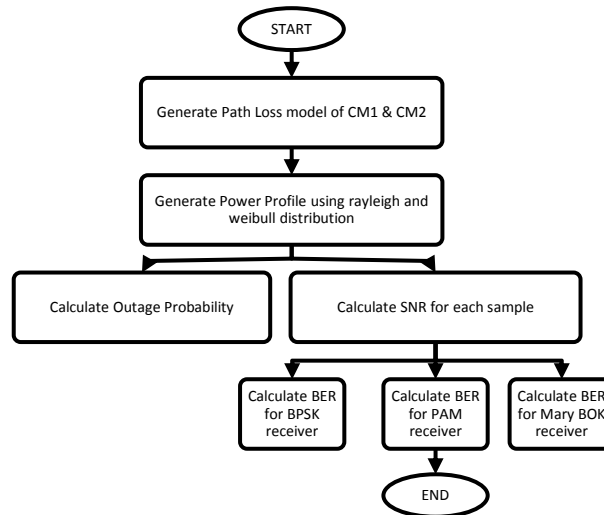 START
Generate Path Loss model of CM1 & CM2
Generate Power Profile using rayleigh and
weibull distribution
Calculate Outage Probability
Calculate SNR for each sample
Calculate BER
for BPSK
receiver
Calculate BER
for PAM
receiver
Calculate BER
for Mary BOK
receiver
END